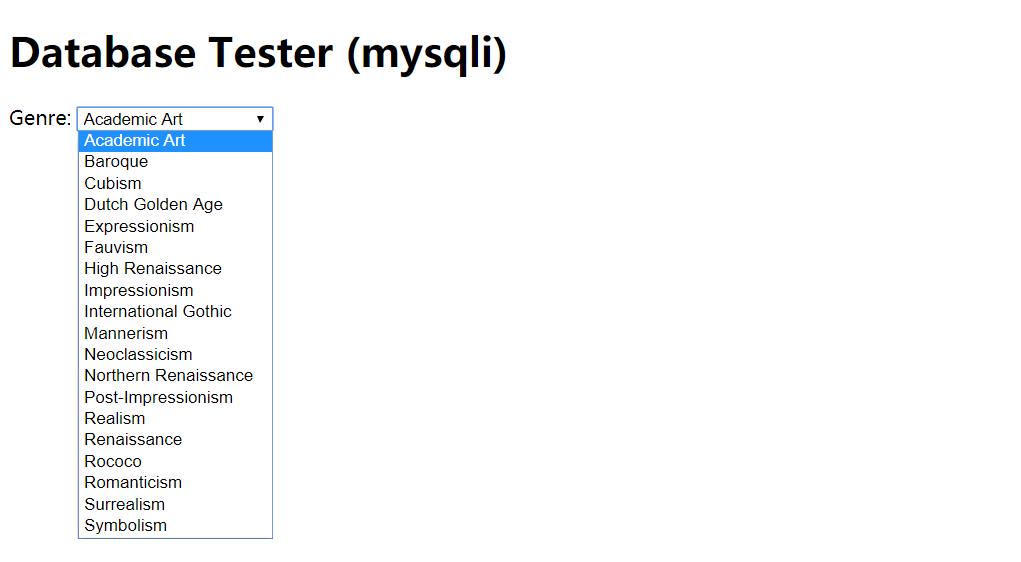 Database Tester (mysqli)
Genre: Academic Art
Academic Art
Baroque
Cubism
Dutch Golden Age
Expressionism
Fauvism
High Renaissance
Impressionism
International Gothic
Mannerism
Neoclassicism
Northern Renaissance
Post-Impressionism
Realism
Renaissance
Rococo
Romanticism
Surrealism
Symbolism